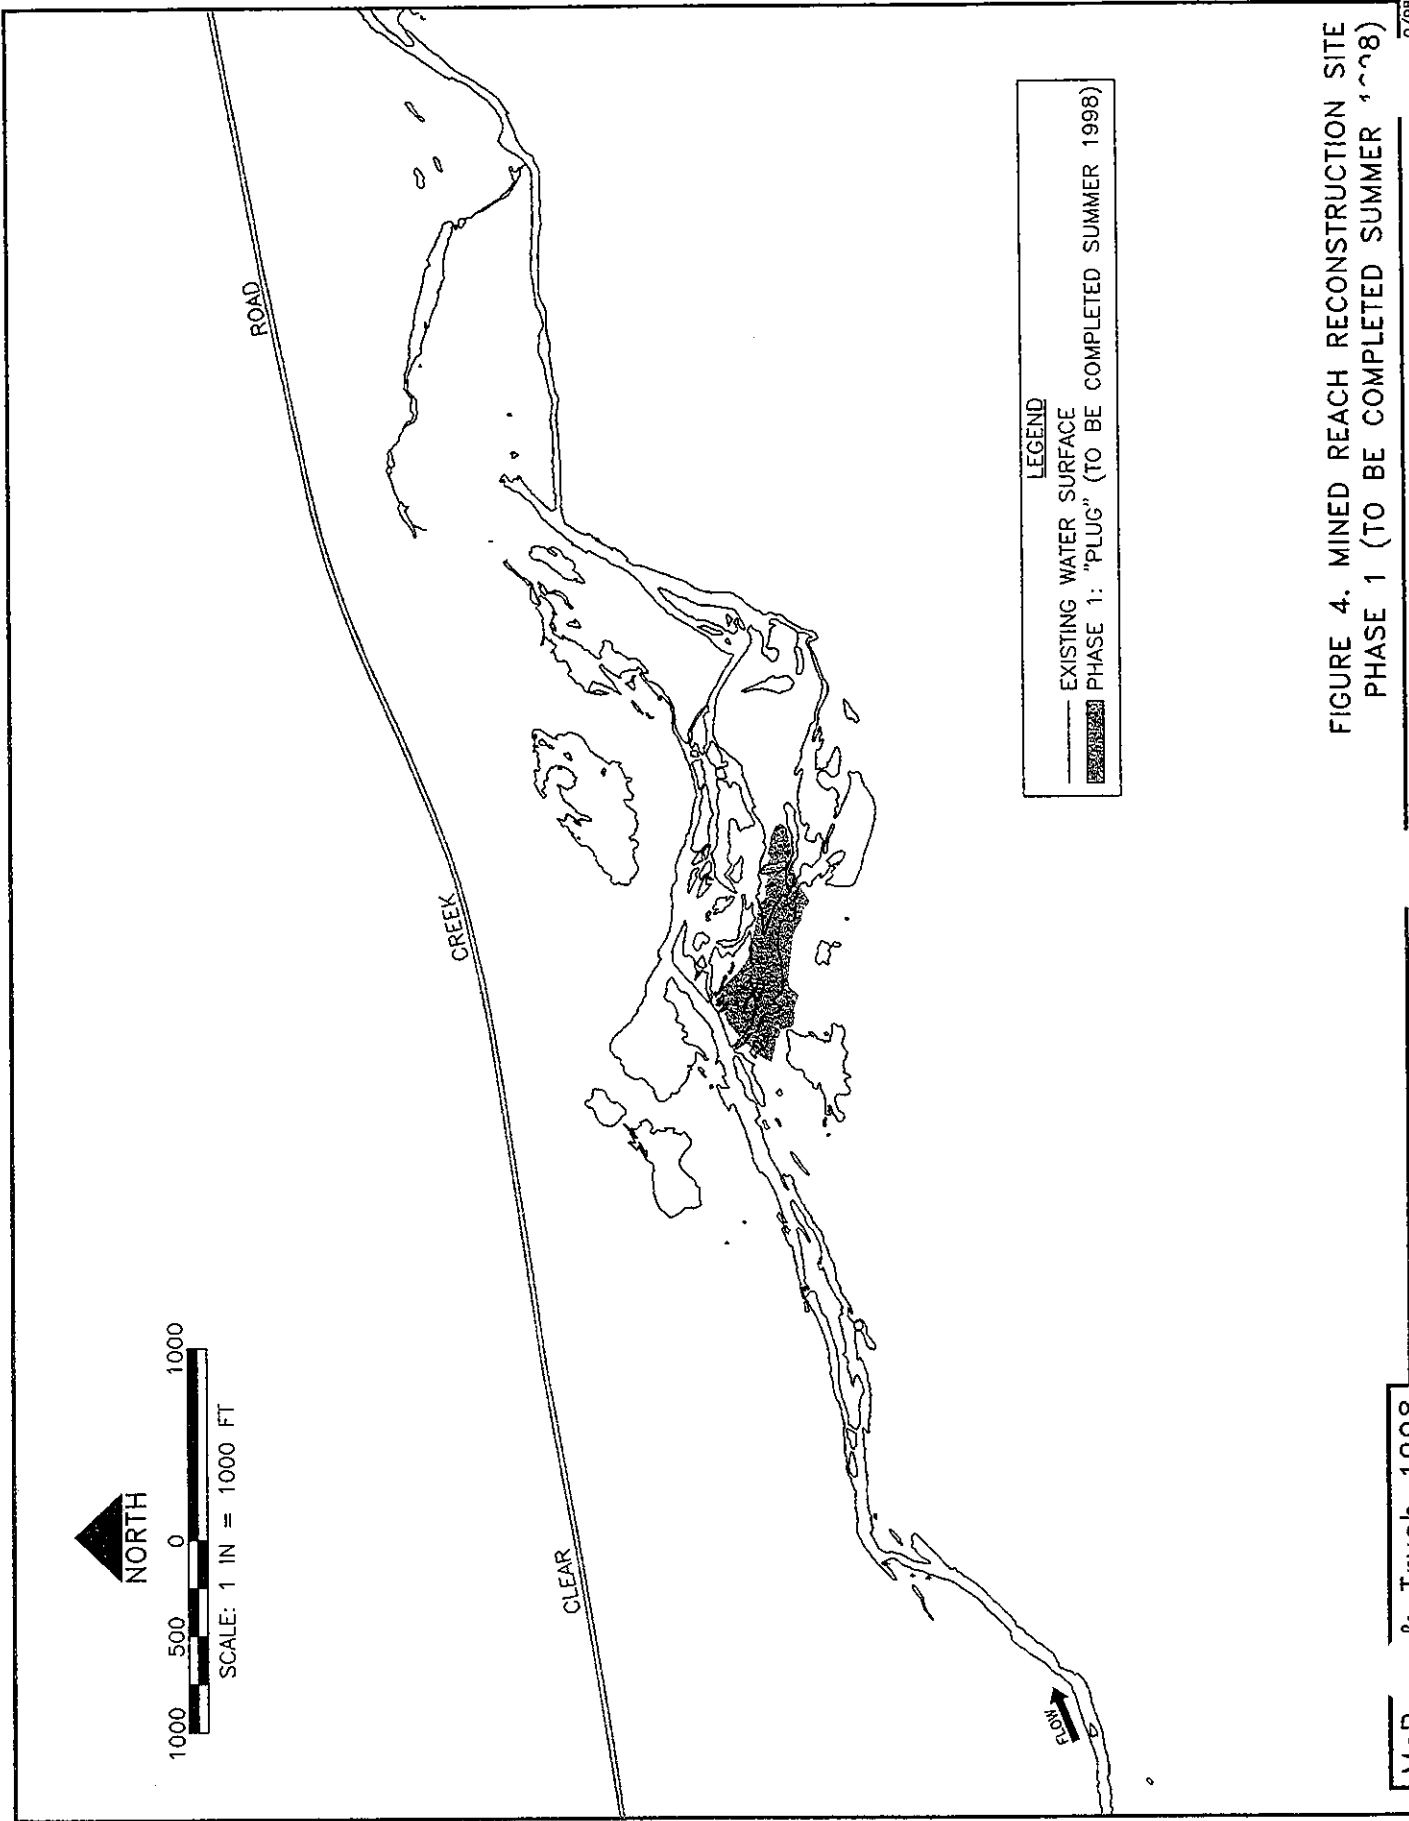 NORTH
1000 500 0 1000
SCALE: 1 IN = 1000 FT
CLEAR CREEK ROAD
FLOW
LEGEND
EXISTING WATER SURFACE
PHASE 1: "PLUG" (TO BE COMPLETED SUMMER 1998)
FIGURE 4. MINED REACH RECONSTRUCTION SITE
PHASE 1 (TO BE COMPLETED SUMMER 8)